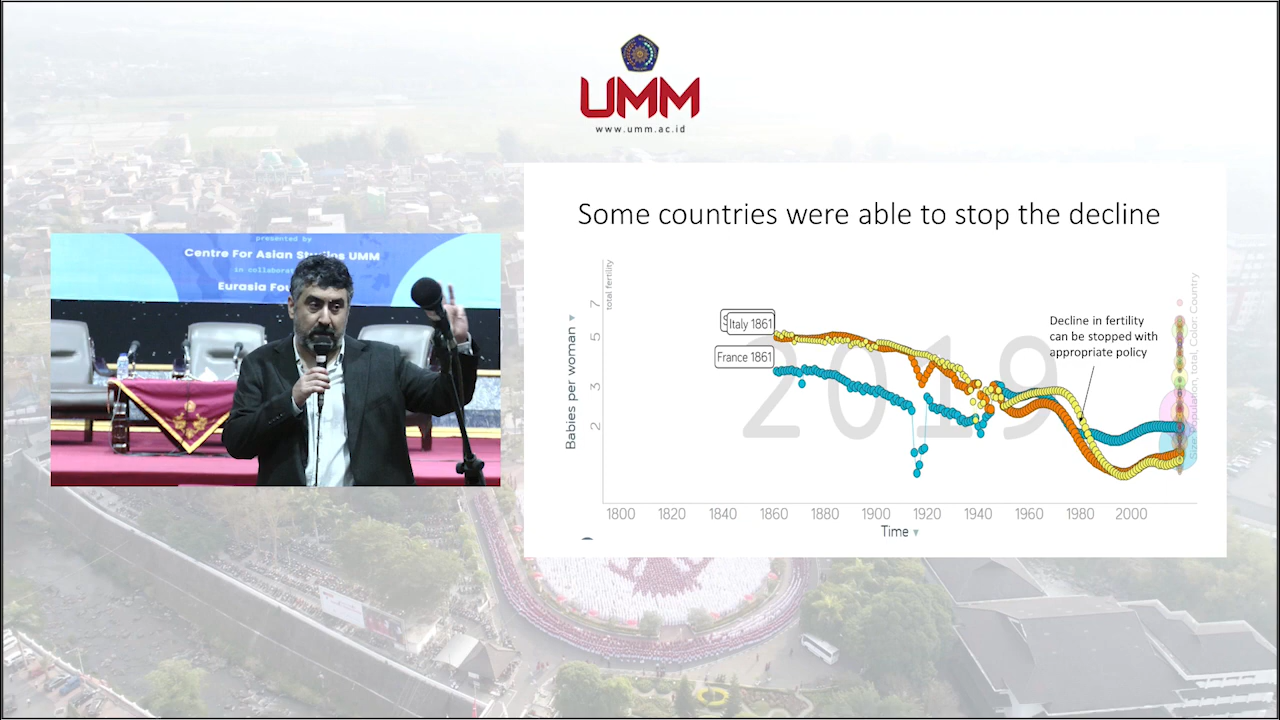 UMM
www.umm.ac.id
presented by
Centre For Asian Studies UMM
in
Eurasia
Some countries were able to stop the decline
total fertility
Babies per woman ▼
7
5
3
2
Italy 1861
France 1861
2019
Decline in fertility
can be stopped with
appropriate policy
Size: Population, total, Color: Country
1800 1820 1840 1860 1880 1900 1920 1940 1960 1980 2000
Time ▼